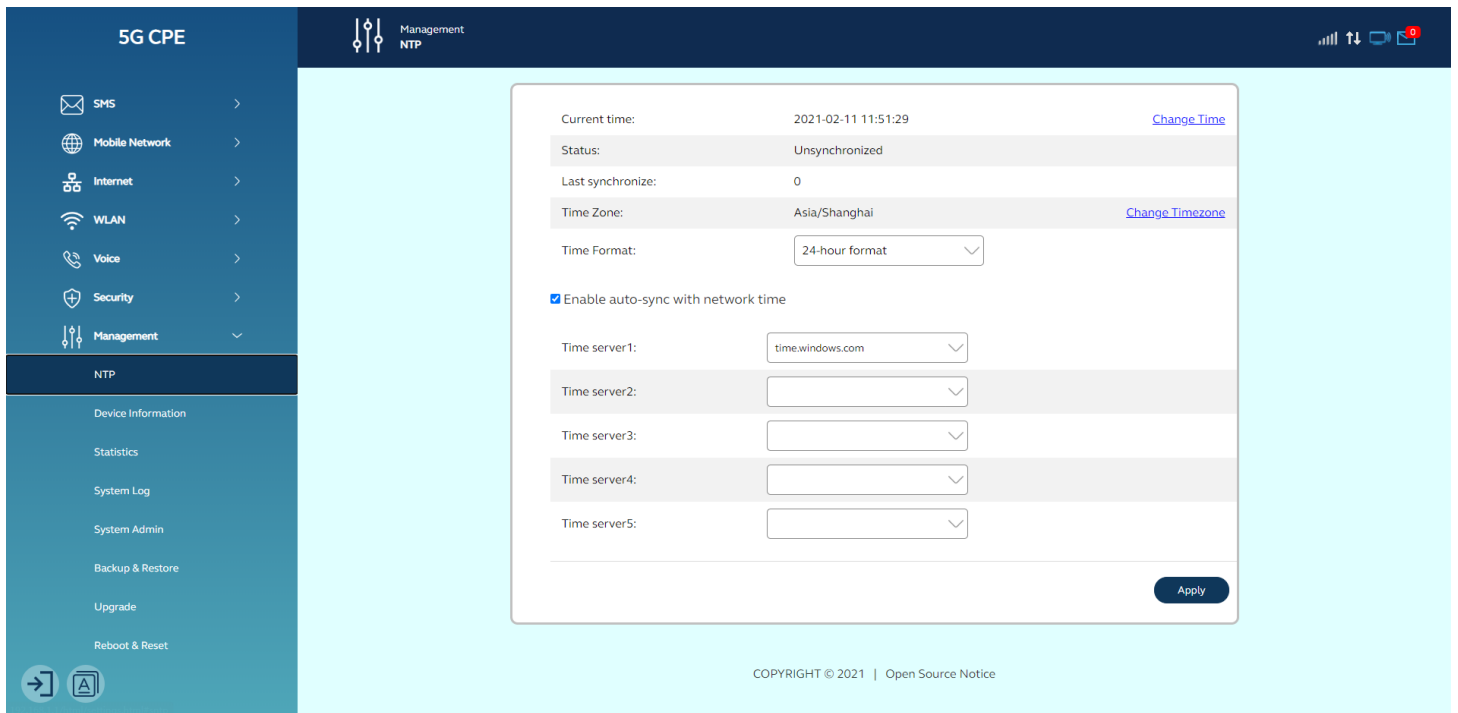 5G CPE
Management
NTP
0
SMS
Mobile Network
Internet
WLAN
Voice
Security
Management
NTP
Device Information
Statistics
System Log
System Admin
Backup & Restore
Upgrade
Reboot & Reset
A
Current time: 2021-02-11 11:51:29 Change Time
Status: Unsynchronized
Last synchronize: 0
Time Zone: Asia/Shanghai Change Timezone
Time Format: 24-hour format
Enable auto-sync with network time
Time server1: time.windows.com
Time server2:
Time server3:
Time server4:
Time server5:
Apply
COPYRIGHT © 2021 | Open Source Notice